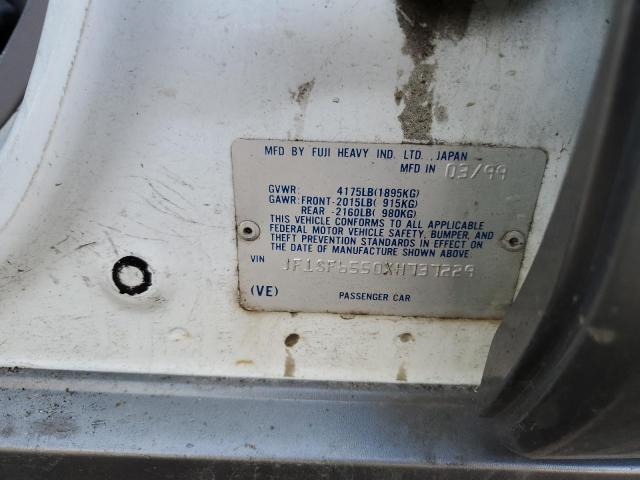 MFD BY FUJI HEAVY IND. LTD., JAPAN
MFD IN 03/99
GVWR: 4175LB(1895KG)
GAWR:FRONT-2015LB( 915KG)
REAR -2160LB( 980KG)
THIS VEHICLE CONFORMS TO ALL APPLICABLE
FEDERAL MOTOR VEHICLE SAFETY, BUMPER, AND
THEFT PREVENTION STANDARDS IN EFFECT ON
THE DATE OF MANUFACTURE SHOWN ABOVE.
VIN JF1SF6550XH737229
(VE) PASSENGER CAR